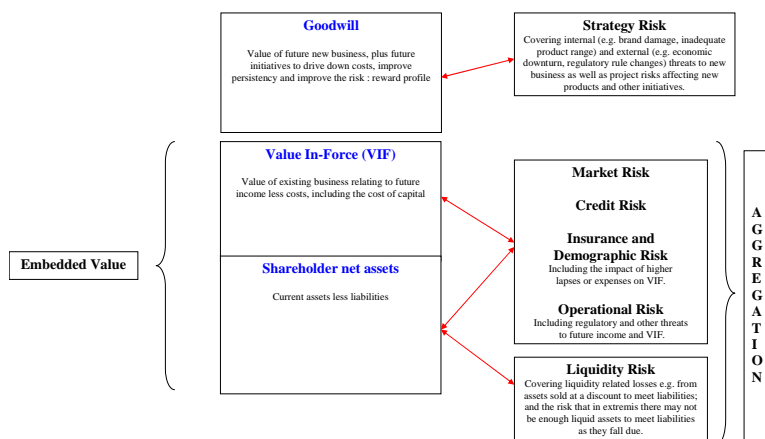 Goodwill
Value of future new business, plus future
initiatives to drive down costs, improve
persistency and improve the risk : reward profile
Strategy Risk
Covering internal (e.g. brand damage, inadequate
product range) and external (e.g. economic
downturn, regulatory rule changes) threats to new
business as well as project risks affecting new
products and other initiatives.
Embedded Value
Value In-Force (VIF)
Value of existing business relating to future
income less costs, including the cost of capital
Shareholder net assets
Current assets less liabilities
Market Risk
Credit Risk
Insurance and
Demographic Risk
Including the impact of higher
lapses or expenses on VIF.
Operational Risk
Including regulatory and other threats
to future income and VIF.
Liquidity Risk
Covering liquidity related losses e.g. from
assets sold at a discount to meet liabilities;
and the risk that in extremis there may not
be enough liquid assets to meet liabilities
as they fall due.
A
G
G
R
E
G
A
T
I
O
N